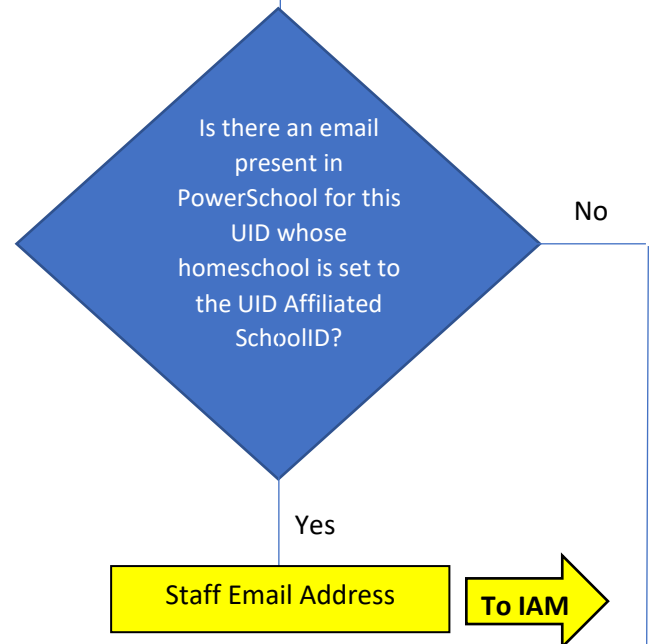 Is there an email
present in
PowerSchool for this
UID whose
homeschool is set to
the UID Affiliated
SchoolID?
No
Yes
Staff Email Address
To IAM